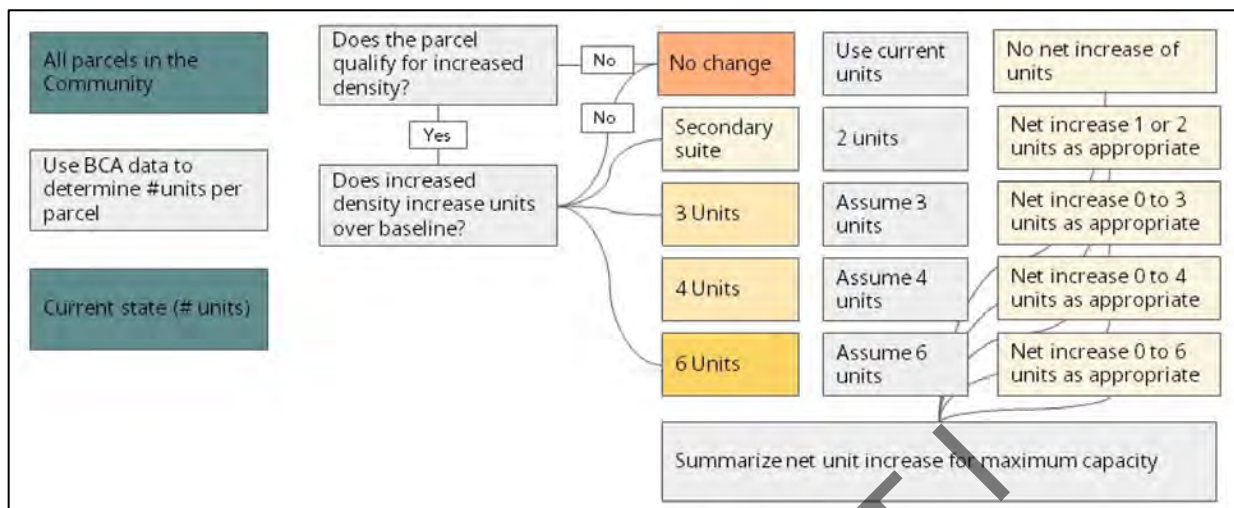 All parcels in the
Community
Use BCA data to
determine #units per
parcel
Current state (# units)
Does the parcel
qualify for increased
density?
No
Yes
No
Does increased
density increase units
over baseline?
No change
Use current
units
No net increase of
units
Secondary
suite
2 units
Net increase 1 or 2
units as appropriate
3 Units
Assume 3
units
Net increase 0 to 3
units as appropriate
4 Units
Assume 4
units
Net increase 0 to 4
units as appropriate
6 Units
Assume 6
units
Net increase 0 to 6
units as appropriate
Summarize net unit increase for maximum capacity